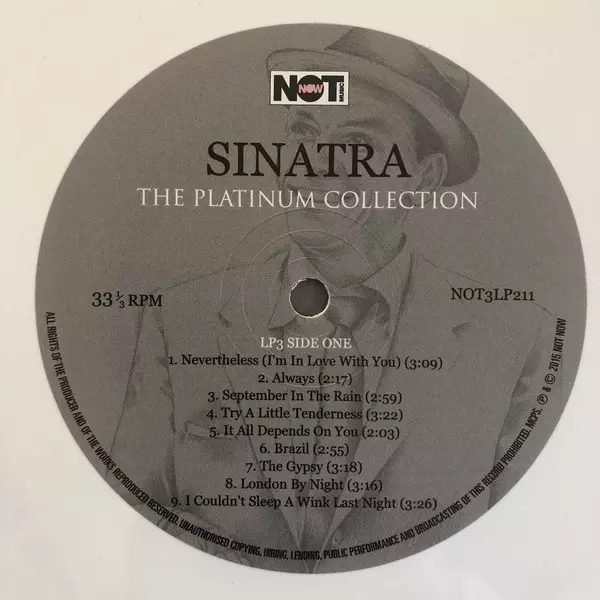 NOT NOW MUSIC
SINATRA
THE PLATINUM COLLECTION
33 1/3 RPM
NOT3LP211
LP3 SIDE ONE
1. Nevertheless (I'm In Love With You) (3:09)
2. Always (2:17)
3. September In The Rain (2:59)
4. Try A Little Tenderness (3:22)
5. It All Depends On You (2:03)
6. Brazil (2:55)
7. The Gypsy (3:18)
8. London By Night (3:16)
9. I Couldn't Sleep A Wink Last Night (3:26)
ALL RIGHTS OF THE PRODUCER AND OF THE WORKS REPRODUCED RESERVED. UNAUTHORISED COPYING, HIRING, LENDING, PUBLIC PERFORMANCE AND BROADCASTING OF THIS RECORD PROHIBITED. MCPS. ℗ & © 2015 NOT NOW